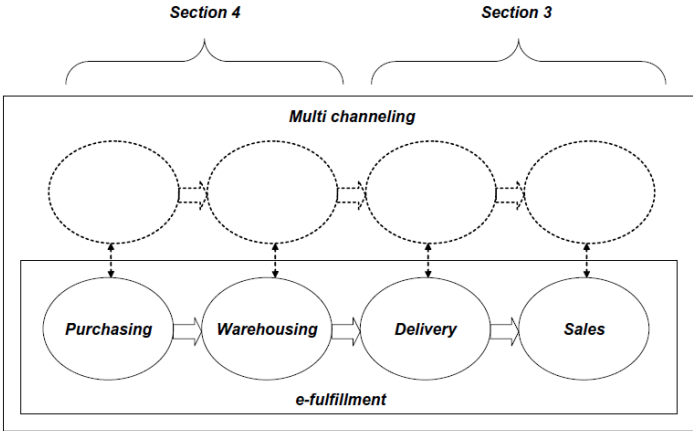 Section 4
Section 3
Multi channeling
Purchasing
Warehousing
Delivery
Sales
e-fulfillment